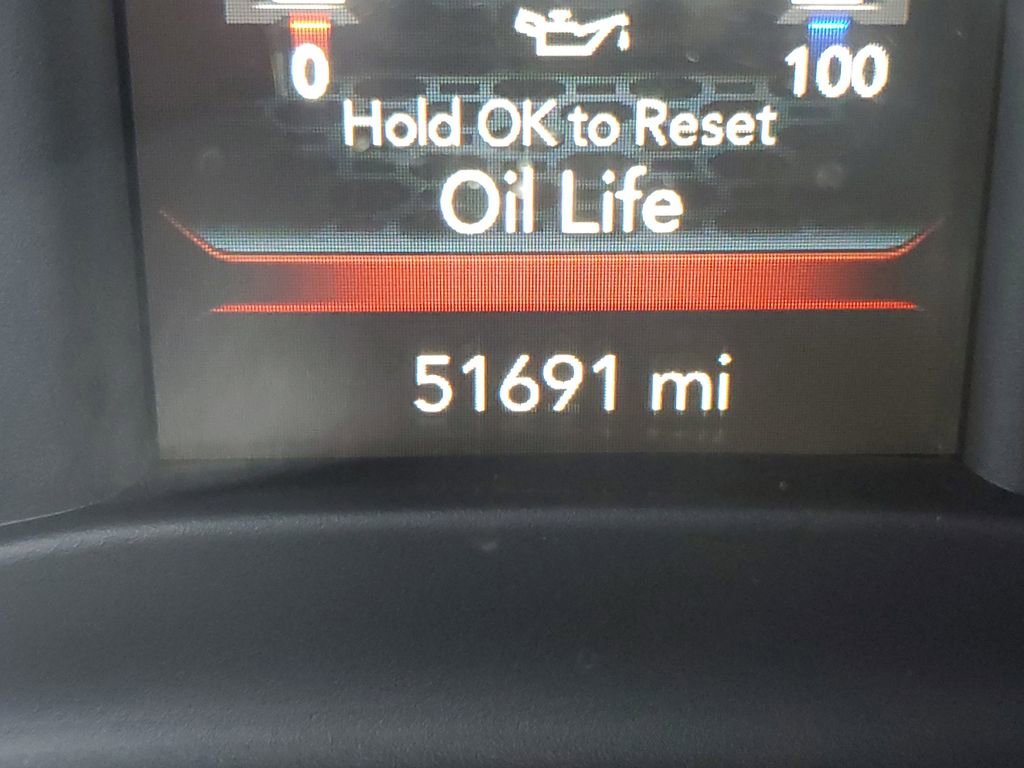 0 100
Hold OK to Reset
Oil Life
51691 mi